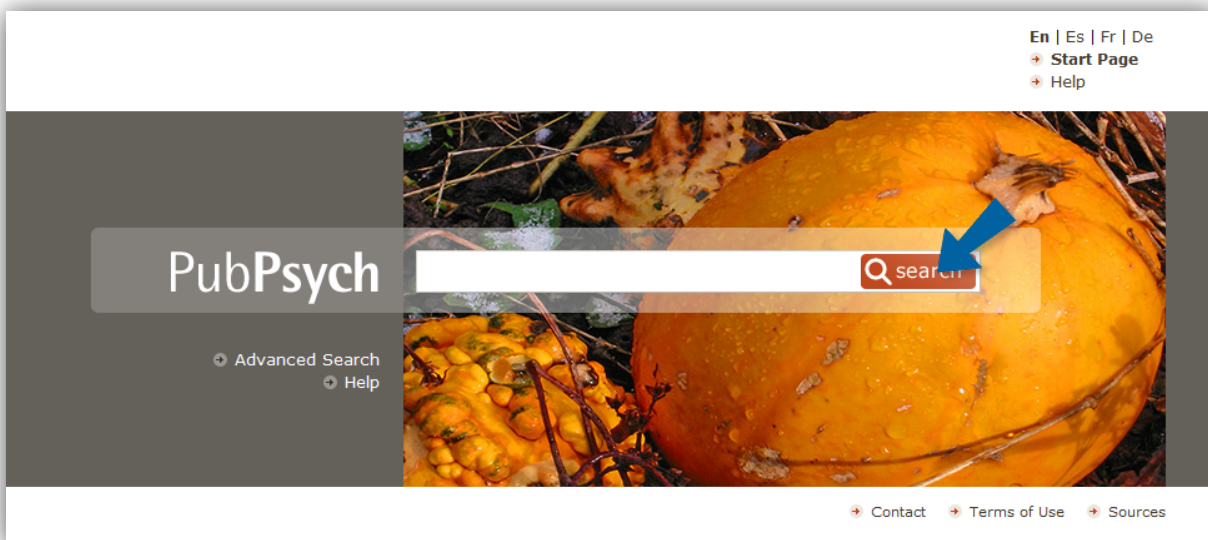 En | Es | Fr | De
Start Page
Help
PubPsych
search
Advanced Search
Help
Contact Terms of Use Sources